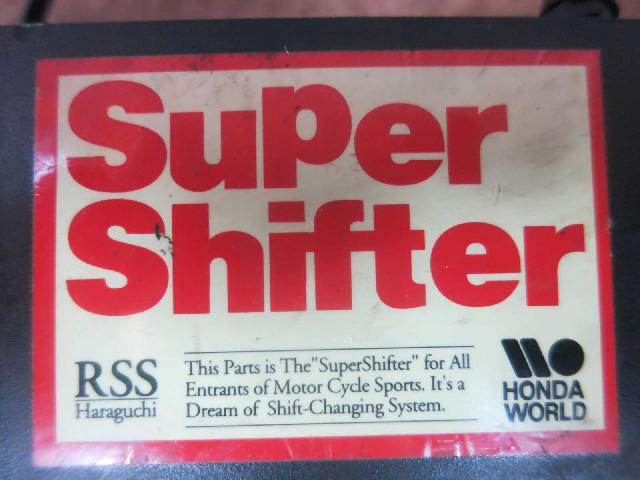 Super
Shifter
RSS
Haraguchi
This Parts is The"SuperShifter" for All
Entrants of Motor Cycle Sports. It's a
Dream of Shift-Changing System.
HONDA
WORLD